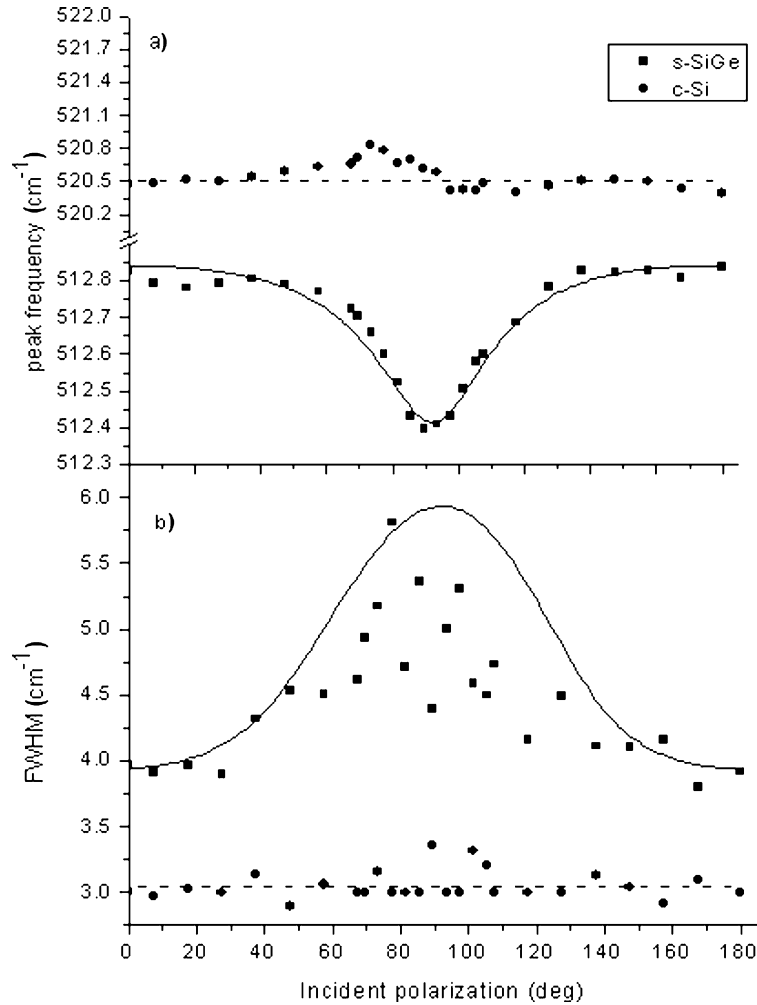 a)
s-SiGe
c-Si
522.0
521.7
521.4
521.1
520.8
520.5
520.2
512.8
512.7
512.6
512.5
512.4
512.3
peak frequency (cm⁻¹)
b)
6.0
5.5
5.0
4.5
4.0
3.5
3.0
FWHM (cm⁻¹)
0 20 40 60 80 100 120 140 160 180
Incident polarization (deg)